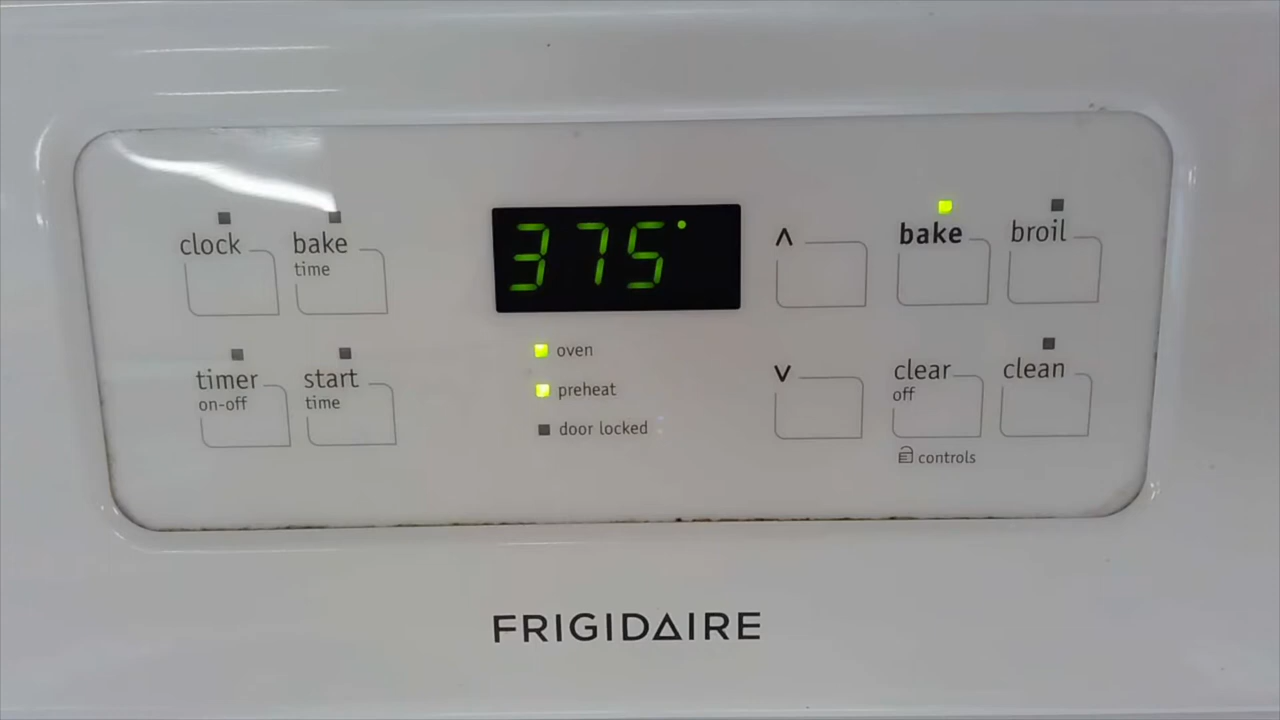 clock
bake
time
375°
∧
bake
broil
timer
on-off
start
time
oven
preheat
door locked
∨
clear
off
clean
controls
FRIGIDAIRE